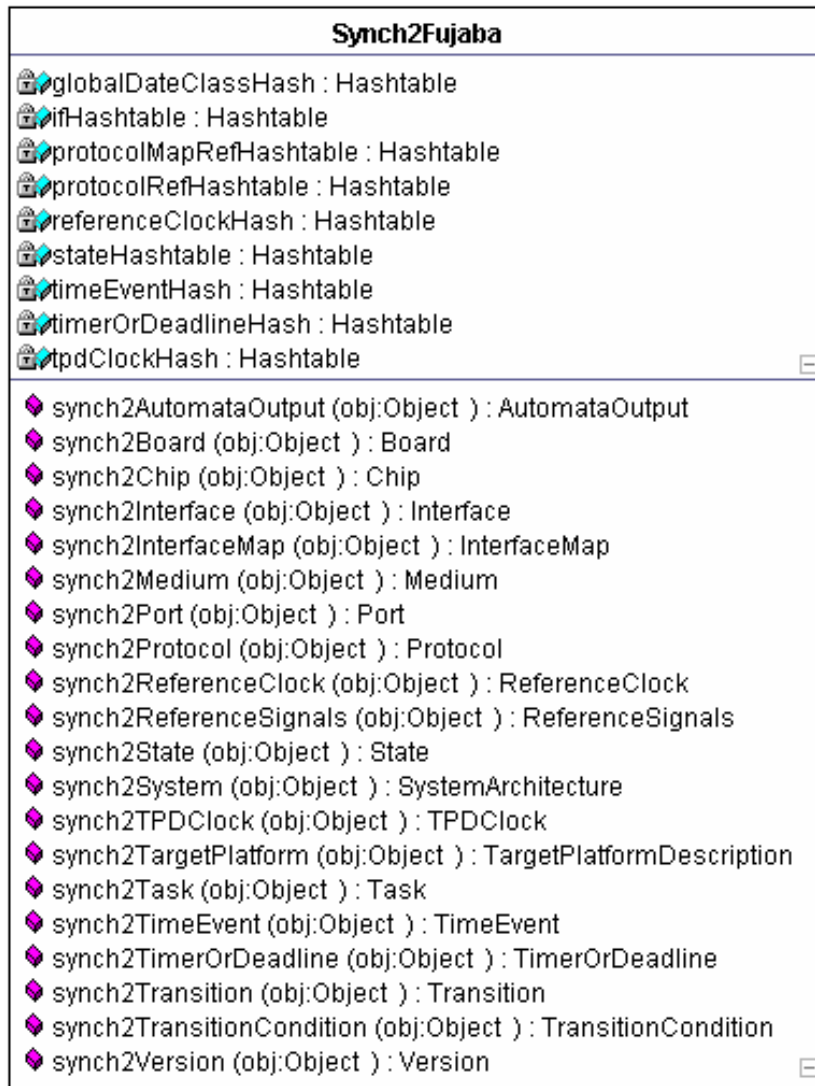 Synch2Fujaba
globalDateClassHash : Hashtable
ifHashtable : Hashtable
protocolMapRefHashtable : Hashtable
protocolRefHashtable : Hashtable
referenceClockHash : Hashtable
stateHashtable : Hashtable
timeEventHash : Hashtable
timerOrDeadlineHash : Hashtable
tpdClockHash : Hashtable
synch2AutomataOutput (obj:Object ) : AutomataOutput
synch2Board (obj:Object ) : Board
synch2Chip (obj:Object ) : Chip
synch2Interface (obj:Object ) : Interface
synch2InterfaceMap (obj:Object ) : InterfaceMap
synch2Medium (obj:Object ) : Medium
synch2Port (obj:Object ) : Port
synch2Protocol (obj:Object ) : Protocol
synch2ReferenceClock (obj:Object ) : ReferenceClock
synch2ReferenceSignals (obj:Object ) : ReferenceSignals
synch2State (obj:Object ) : State
synch2System (obj:Object ) : SystemArchitecture
synch2TPDClock (obj:Object ) : TPDClock
synch2TargetPlatform (obj:Object ) : TargetPlatformDescription
synch2Task (obj:Object ) : Task
synch2TimeEvent (obj:Object ) : TimeEvent
synch2TimerOrDeadline (obj:Object ) : TimerOrDeadline
synch2Transition (obj:Object ) : Transition
synch2TransitionCondition (obj:Object ) : TransitionCondition
synch2Version (obj:Object ) : Version